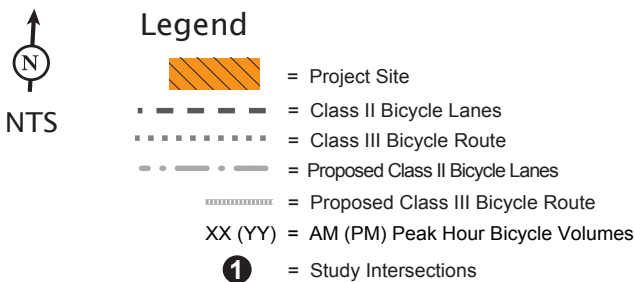 Legend
N
NTS
= Project Site
= Class II Bicycle Lanes
= Class III Bicycle Route
= Proposed Class II Bicycle Lanes
= Proposed Class III Bicycle Route
XX (YY) = AM (PM) Peak Hour Bicycle Volumes
1 = Study Intersections